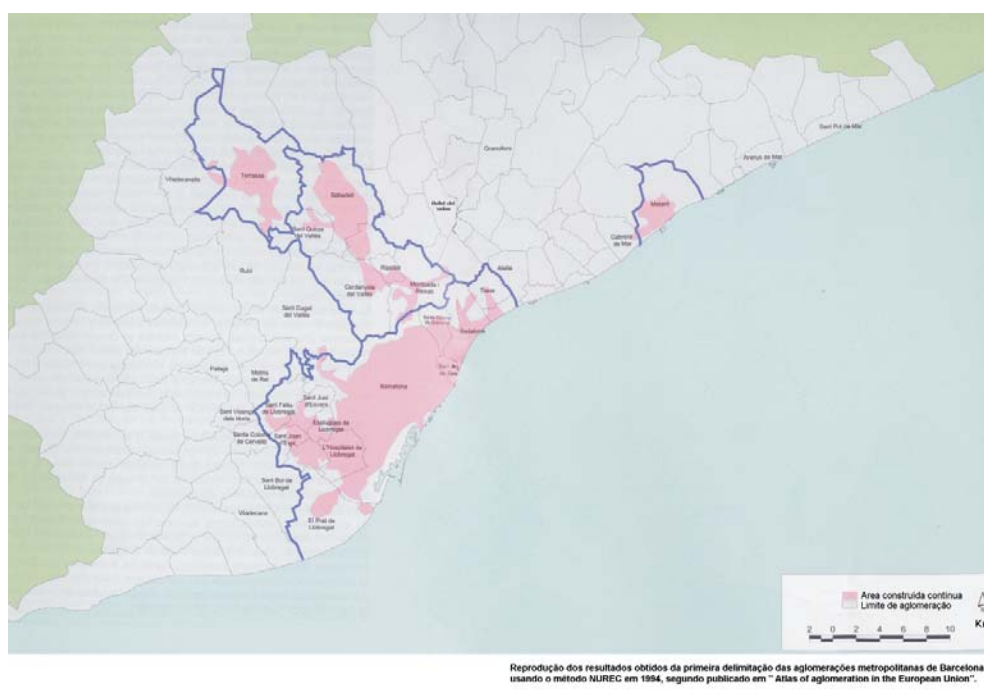 Sant Pol de Mar
Arenys de Mar
Granollers
Viladecavalls
Terrassa
Sabadell
Mataró
Cabrera
de Mar
Sant Quirze
del Vallès
Rubí
Ripollet
Alella
Cerdanyola
del Vallès
Montcada i
Reixac
Tiana
Sant Cugat
del Vallès
Badalona
Barcelona
Molins
de Rei
Sant Just
d'Esvern
Sant Feliu
de Llobregat
Sant Vicenç
dels Horts
Esplugues de
Llobregat
Santa Coloma
de Cervelló
Sant Joan
L'Hospitalet de
Llobregat
Sant Boi de
Llobregat
Viladecans
El Prat de
Llobregat
Area construida contínua
Limite de aglomeração
2 0 2 4 6 8 10
Reprodução dos resultados obtidos da primeira delimitação das aglomerações metropolitanas de Barcelona
usando o método NUREC em 1994, segundo publicado em " Atlas of aglomeration in the European Union".